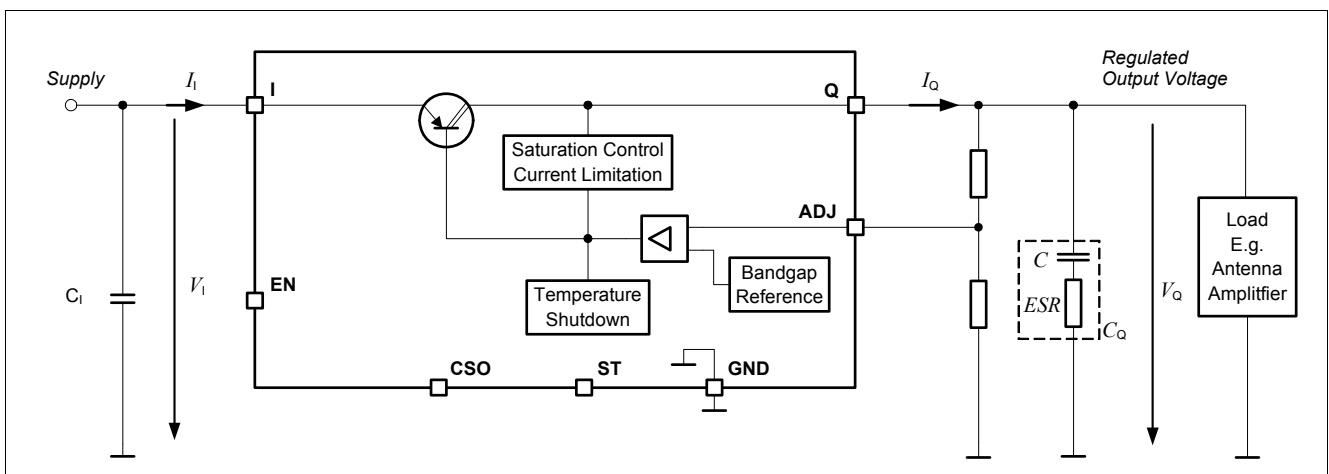 Supply
I_I
I
Q
I_Q
Regulated
Output Voltage
Saturation Control
Current Limitation
ADJ
Load
E.g.
Antenna
Amplitfier
Bandgap
Reference
C
ESR
C_Q
V_Q
C_I
V_I
EN
Temperature
Shutdown
CSO
ST
GND